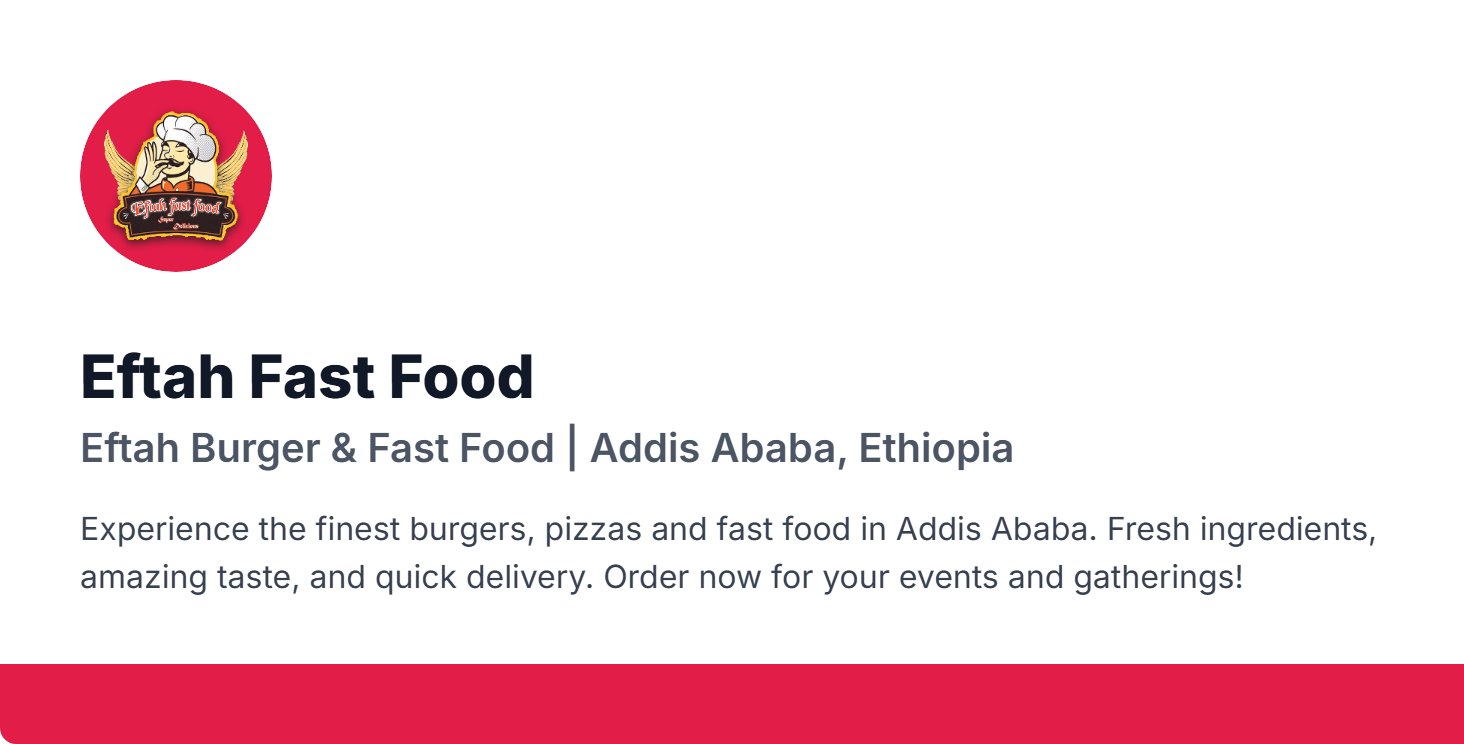 Eftah fast food
Super
Delicious
Eftah Fast Food
Eftah Burger & Fast Food | Addis Ababa, Ethiopia
Experience the finest burgers, pizzas and fast food in Addis Ababa. Fresh ingredients,
amazing taste, and quick delivery. Order now for your events and gatherings!